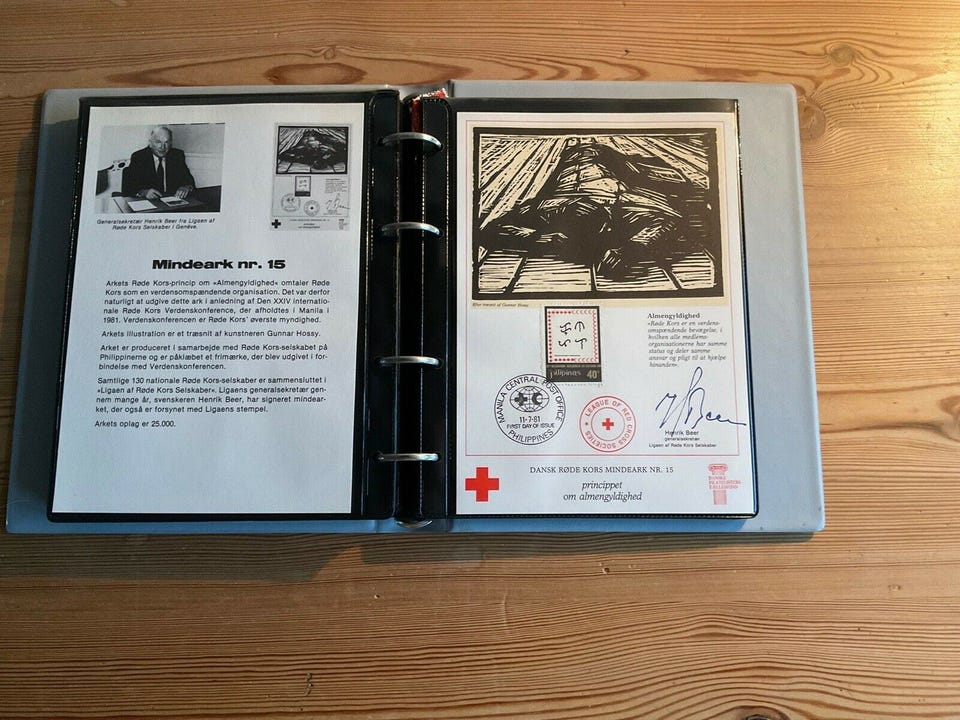 Generalsekretær Henrik Beer fra Ligaen af
Røde Kors Selskaber i Genéve.
Mindeark nr. 15
Arkets Røde Kors-princip om »Almengyldighed« omtaler Røde
Kors som en verdensomspændende organisation. Det var derfor
naturligt at udgive dette ark i anledning af Den XXIV internatio-
nale Røde Kors Verdenskonference, der afholdtes i Manila i
1981. Verdenskonferencen er Røde Kors' øverste myndighed.
Arkets illustration er et træsnit af kunstneren Gunnar Hossy.
Arket er produceret i samarbejde med Røde Kors-selskabet på
Philippinerne og er påklæbet et frimærke, der blev udgivet i for-
bindelse med Verdenskonferencen.
Samtlige 130 nationale Røde Kors-selskaber er sammensluttet i
»Ligaen af Røde Kors Selskaber«. Ligaens generalsekretær gen-
nem mange år, svenskeren Henrik Beer, har signeret mindear-
ket, der også er forsynet med Ligaens stempel.
Arkets oplag er 25.000.
Efter træsnit af Gunnar Hossy
Almengyldighed
»Røde Kors er en verdens-
omspændende bevægelse, i
hvilken alle medlems-
organisationerne har samme
status og deler samme
ansvar og pligt til at hjælpe
hinanden«.
pilipinas 40
MANILA CENTRAL POST OFFICE
11-7-81
FIRST DAY OF ISSUE
PHILIPPINES
LEAGUE OF RED CROSS SOCIETIES
Henrik Beer
generalsekretær
Ligaen af Røde Kors Selskaber
DANSK RØDE KORS MINDEARK NR. 15
princippet
om almengyldighed